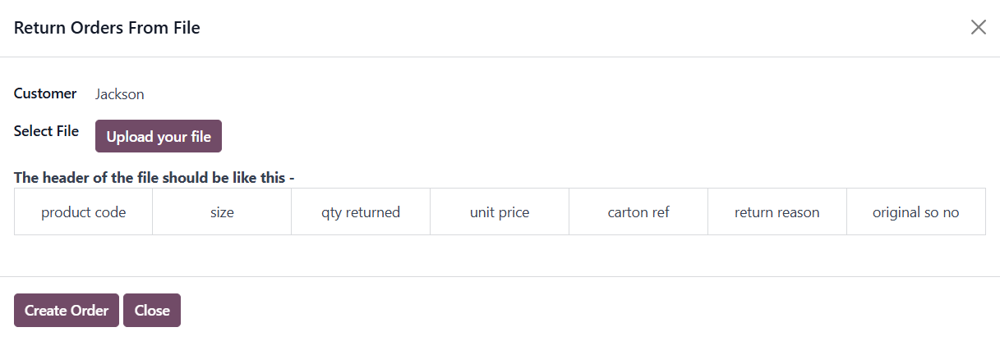 Return Orders From File
Customer Jackson
Select File Upload your file
The header of the file should be like this -
product code size qty returned unit price carton ref return reason original so no
Create Order Close